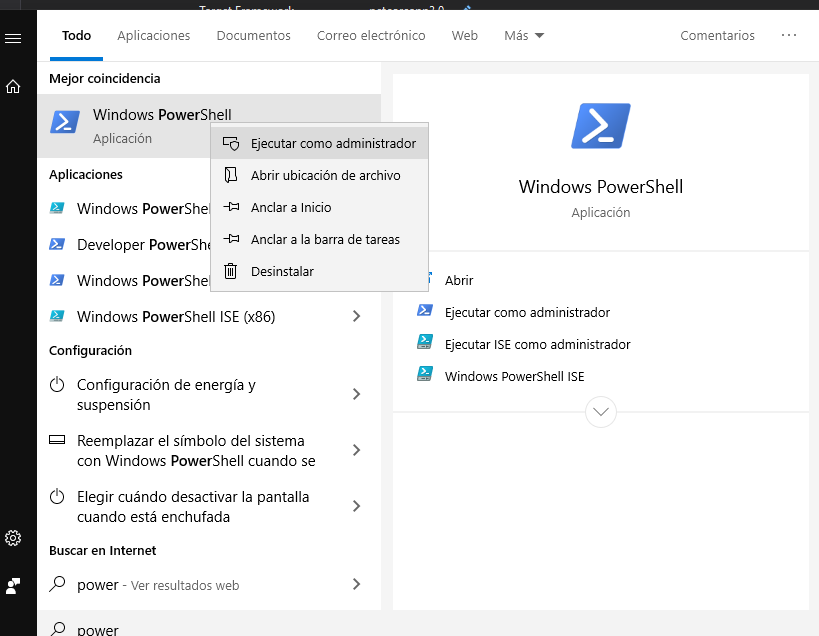 Target Framework netcoreapp3.0
Todo Aplicaciones Documentos Correo electrónico Web Más Comentarios ···
Mejor coincidencia
Windows PowerShell
Aplicación
Ejecutar como administrador
Abrir ubicación de archivo
Anclar a Inicio
Anclar a la barra de tareas
Desinstalar
Aplicaciones
Windows PowerShel
Developer PowerShe
Windows PowerShel
Windows PowerShell ISE (x86)
Configuración
Configuración de energía y
suspensión
Reemplazar el símbolo del sistema
con Windows PowerShell cuando se
Elegir cuándo desactivar la pantalla
cuando está enchufada
Buscar en Internet
power - Ver resultados web
power
Windows PowerShell
Aplicación
Abrir
Ejecutar como administrador
Ejecutar ISE como administrador
Windows PowerShell ISE